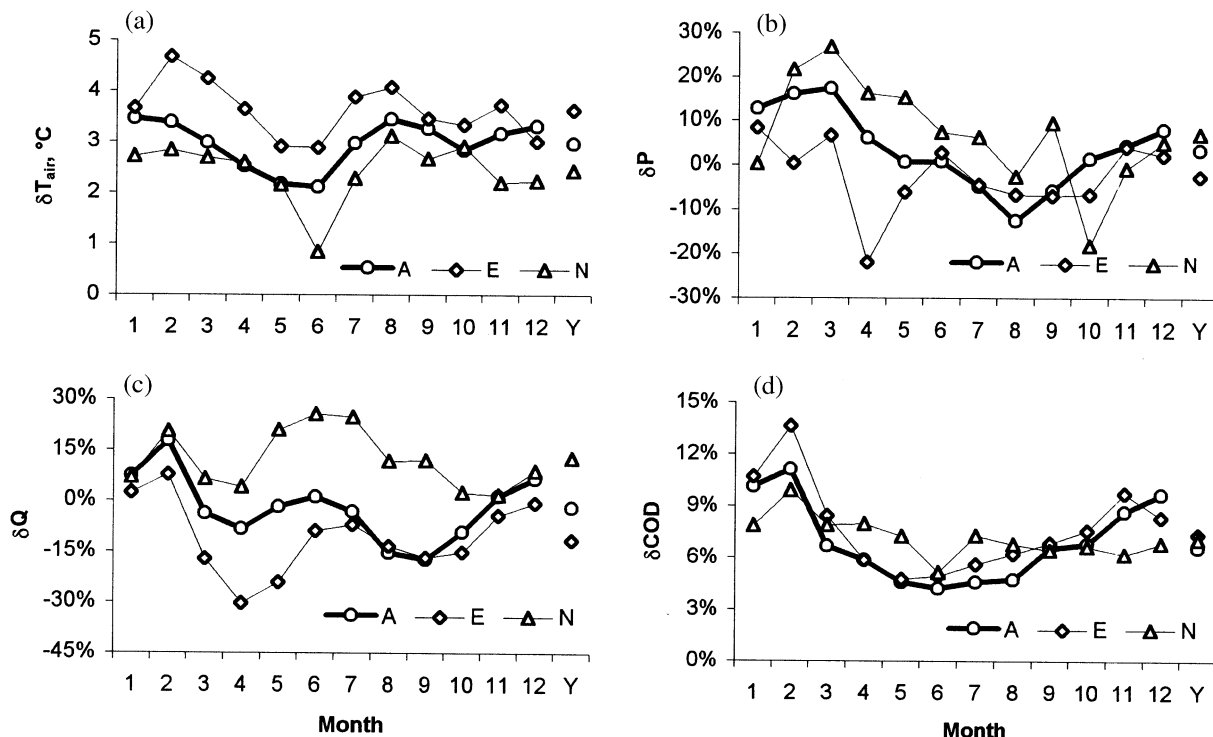 (a)
δTair, °C
5
4
3
2
1
0
A E N
1 2 3 4 5 6 7 8 9 10 11 12 Y
(b)
δP
30%
20%
10%
0%
-10%
-20%
-30%
A E N
1 2 3 4 5 6 7 8 9 10 11 12 Y
(c)
δQ
30%
15%
0%
-15%
-30%
-45%
A E N
1 2 3 4 5 6 7 8 9 10 11 12 Y
Month
(d)
δCOD
15%
12%
9%
6%
3%
0%
A E N
1 2 3 4 5 6 7 8 9 10 11 12 Y
Month